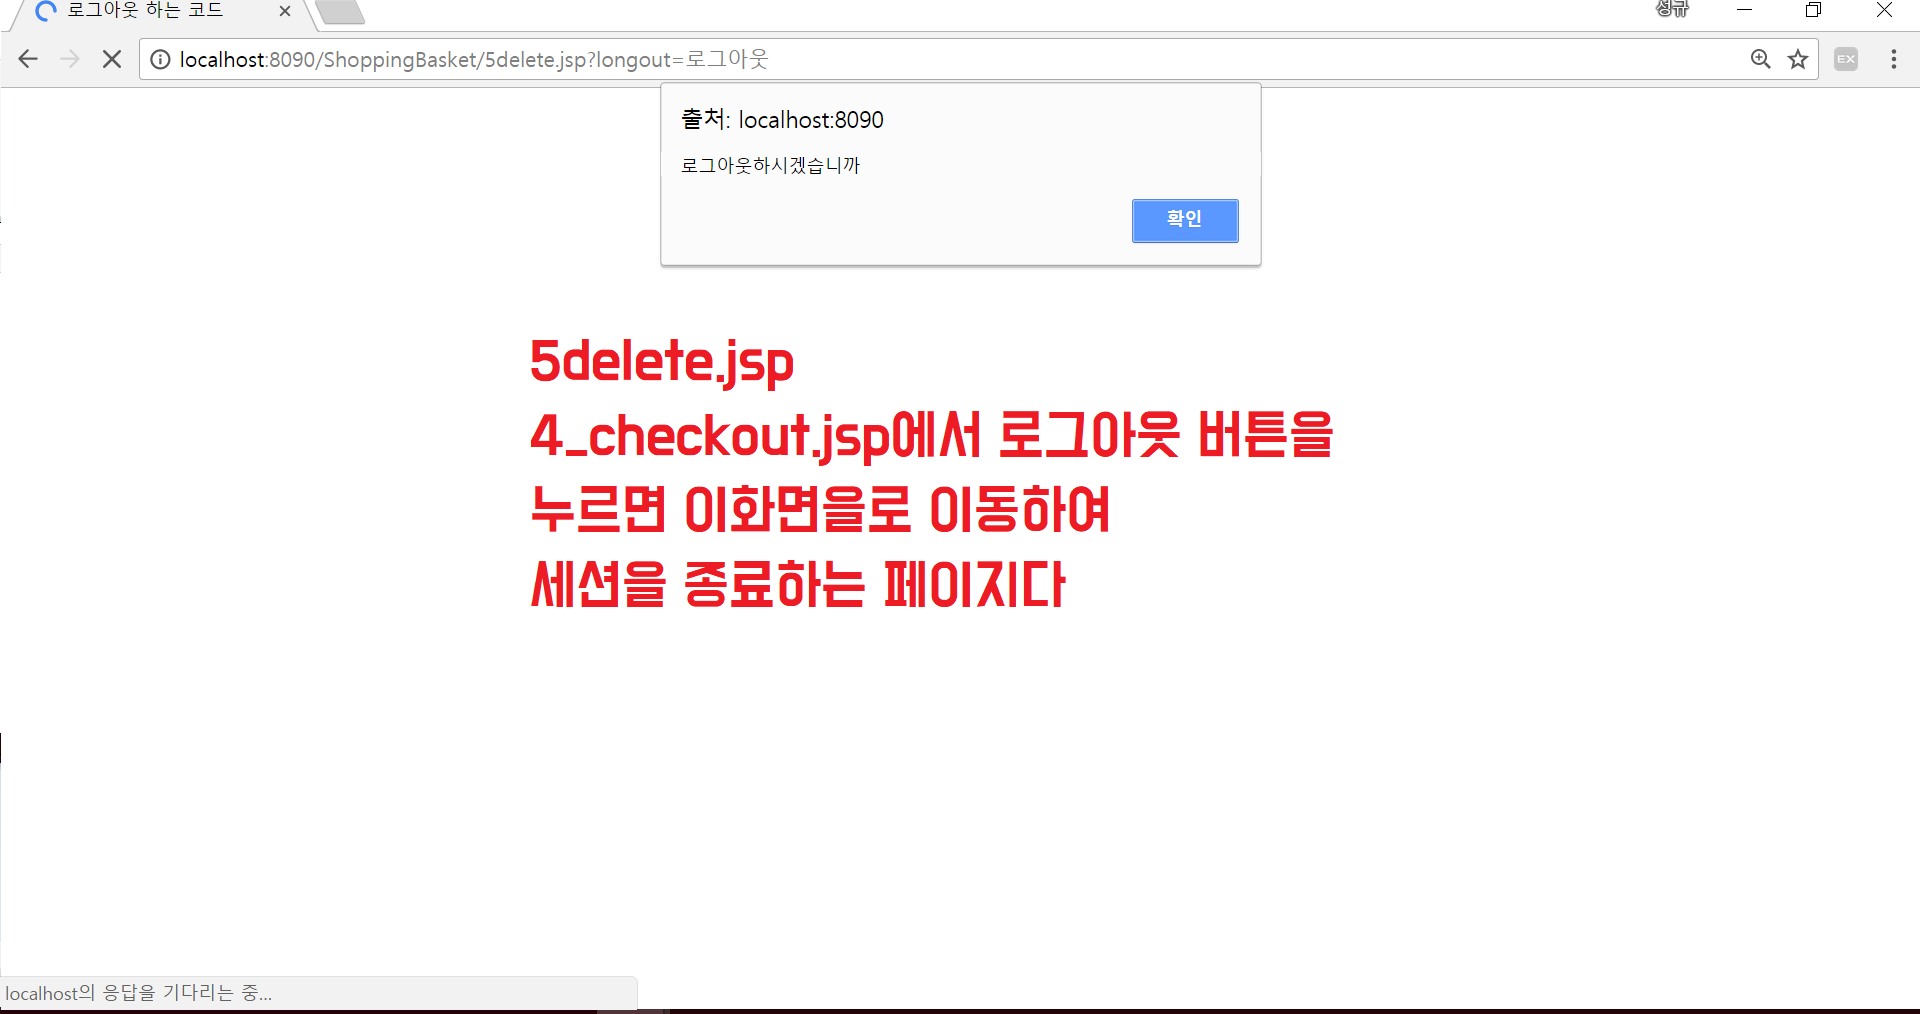 로그아웃 하는 코드
성규
localhost:8090/ShoppingBasket/5delete.jsp?longout=로그아웃
EX
출처: localhost:8090
로그아웃하시겠습니까
확인
5delete.jsp
4_checkout.jsp에서 로그아웃 버튼을
누르면 이화면을로 이동하여
세션을 종료하는 페이지다
localhost의 응답을 기다리는 중...